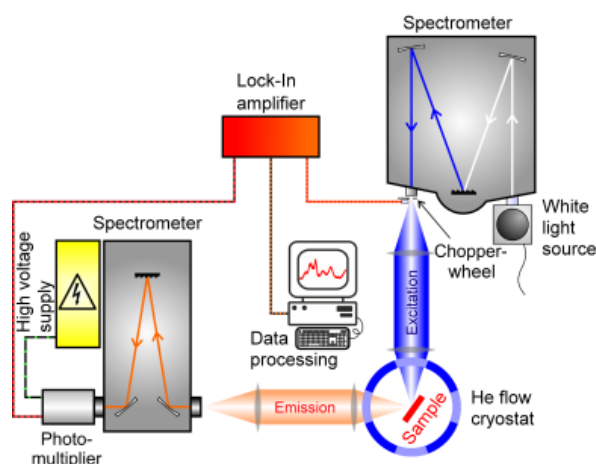 Spectrometer
Lock-In
amplifier
White
light
source
Chopper-
wheel
Spectrometer
High voltage
supply
Data
processing
Excitation
Emission
Sample
He flow
cryostat
Photo-
multiplier